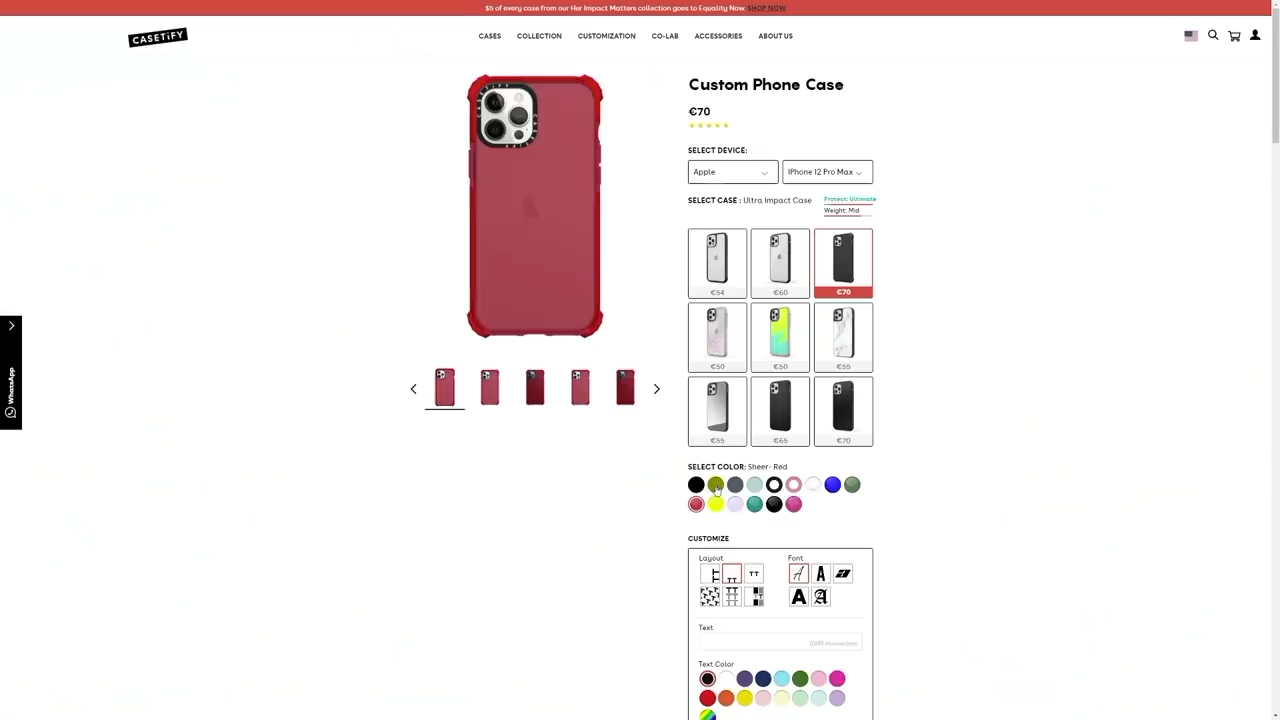 $5 of every case from our Her Impact Matters collection goes to Equality Now. SHOP NOW
CASETiFY
CASES COLLECTION CUSTOMIZATION CO-LAB ACCESSORIES ABOUT US
Custom Phone Case
€70
SELECT DEVICE:
Apple
IPhone 12 Pro Max
SELECT CASE : Ultra Impact Case
Protect: Ultimate
Weight: Mid
€54
€60
€70
€50
€50
€55
€55
€65
€70
WhatsApp
SELECT COLOR: Sheer- Red
CUSTOMIZE
Layout
Font
Text
Text Color